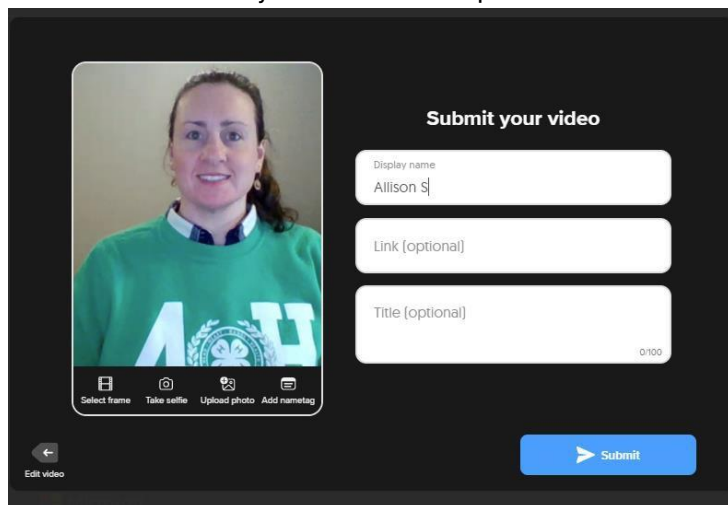 Submit your video
Display name
Allison S
Link (optional)
Title (optional)
0/100
A H
H H
Select frame Take selfie Upload photo Add nametag
Edit video
Submit